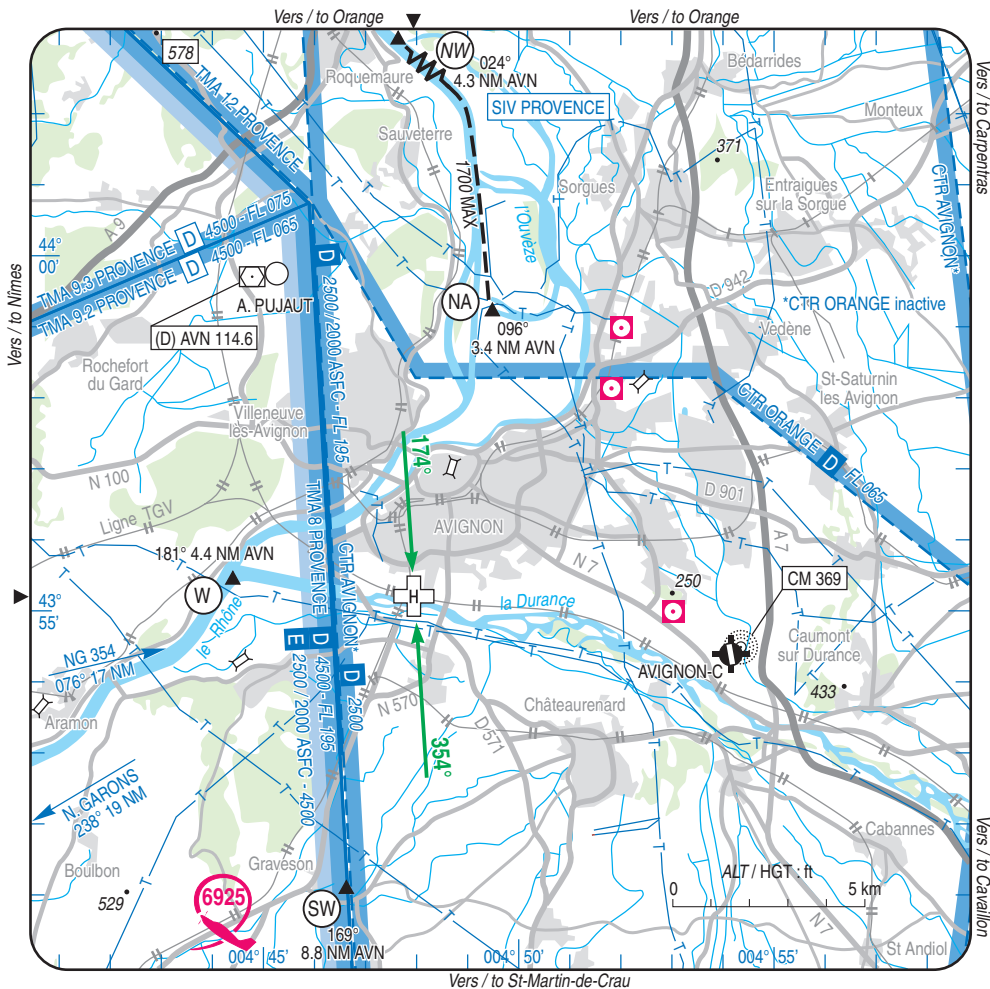 Vers / to Orange
Vers / to Orange
578
NW
024°
4.3 NM AVN
Bédarrides
Roquemaure
TMA 12 PROVENCE
SIV PROVENCE
Monteux
Vers / to Carpentras
Sauveterre
371
1700 MAX
Sorgues
Entraigues
sur la Sorgue
CTR AVIGNON*
A 9
l'Ouvèze
44°
00'
TMA 9.3 PROVENCE D 4500 - FL 075
TMA 9.2 PROVENCE D 4500 - FL 065
D
2500/2000 ASFC - FL 195
A. PUJAUT
(D) AVN 114.6
NA
096°
3.4 NM AVN
D 942
*CTR ORANGE inactive
Vedène
Vers / to Nîmes
Rochefort
du Gard
St-Saturnin
les Avignon
Villeneuve
lès-Avignon
174°
CTR ORANGE D FL 065
N 100
Ligne TGV
D 901
AVIGNON
A 7
N 7
181° 4.4 NM AVN
TMA 8 PROVENCE
CTR AVIGNON*
W
H
250
CM 369
43°
55'
la Durance
le Rhône
E
D
2500/2000 ASFC - 4500
4500 - FL 195
D
2500
NG 354
076° 17 NM
AVIGNON-C
Caumont
sur Durance
433
Aramon
N 570
D571
Châteaurenard
354°
N. GARONS
238° 19 NM
Cabannes
Boulbon
Graveson
ALT / HGT : ft
0
5 km
529
6925
SW
169°
8.8 NM AVN
N 7
Vers / to Cavaillon
St Andiol
004° 45'
004° 50'
004° 55'
Vers / to St-Martin-de-Crau